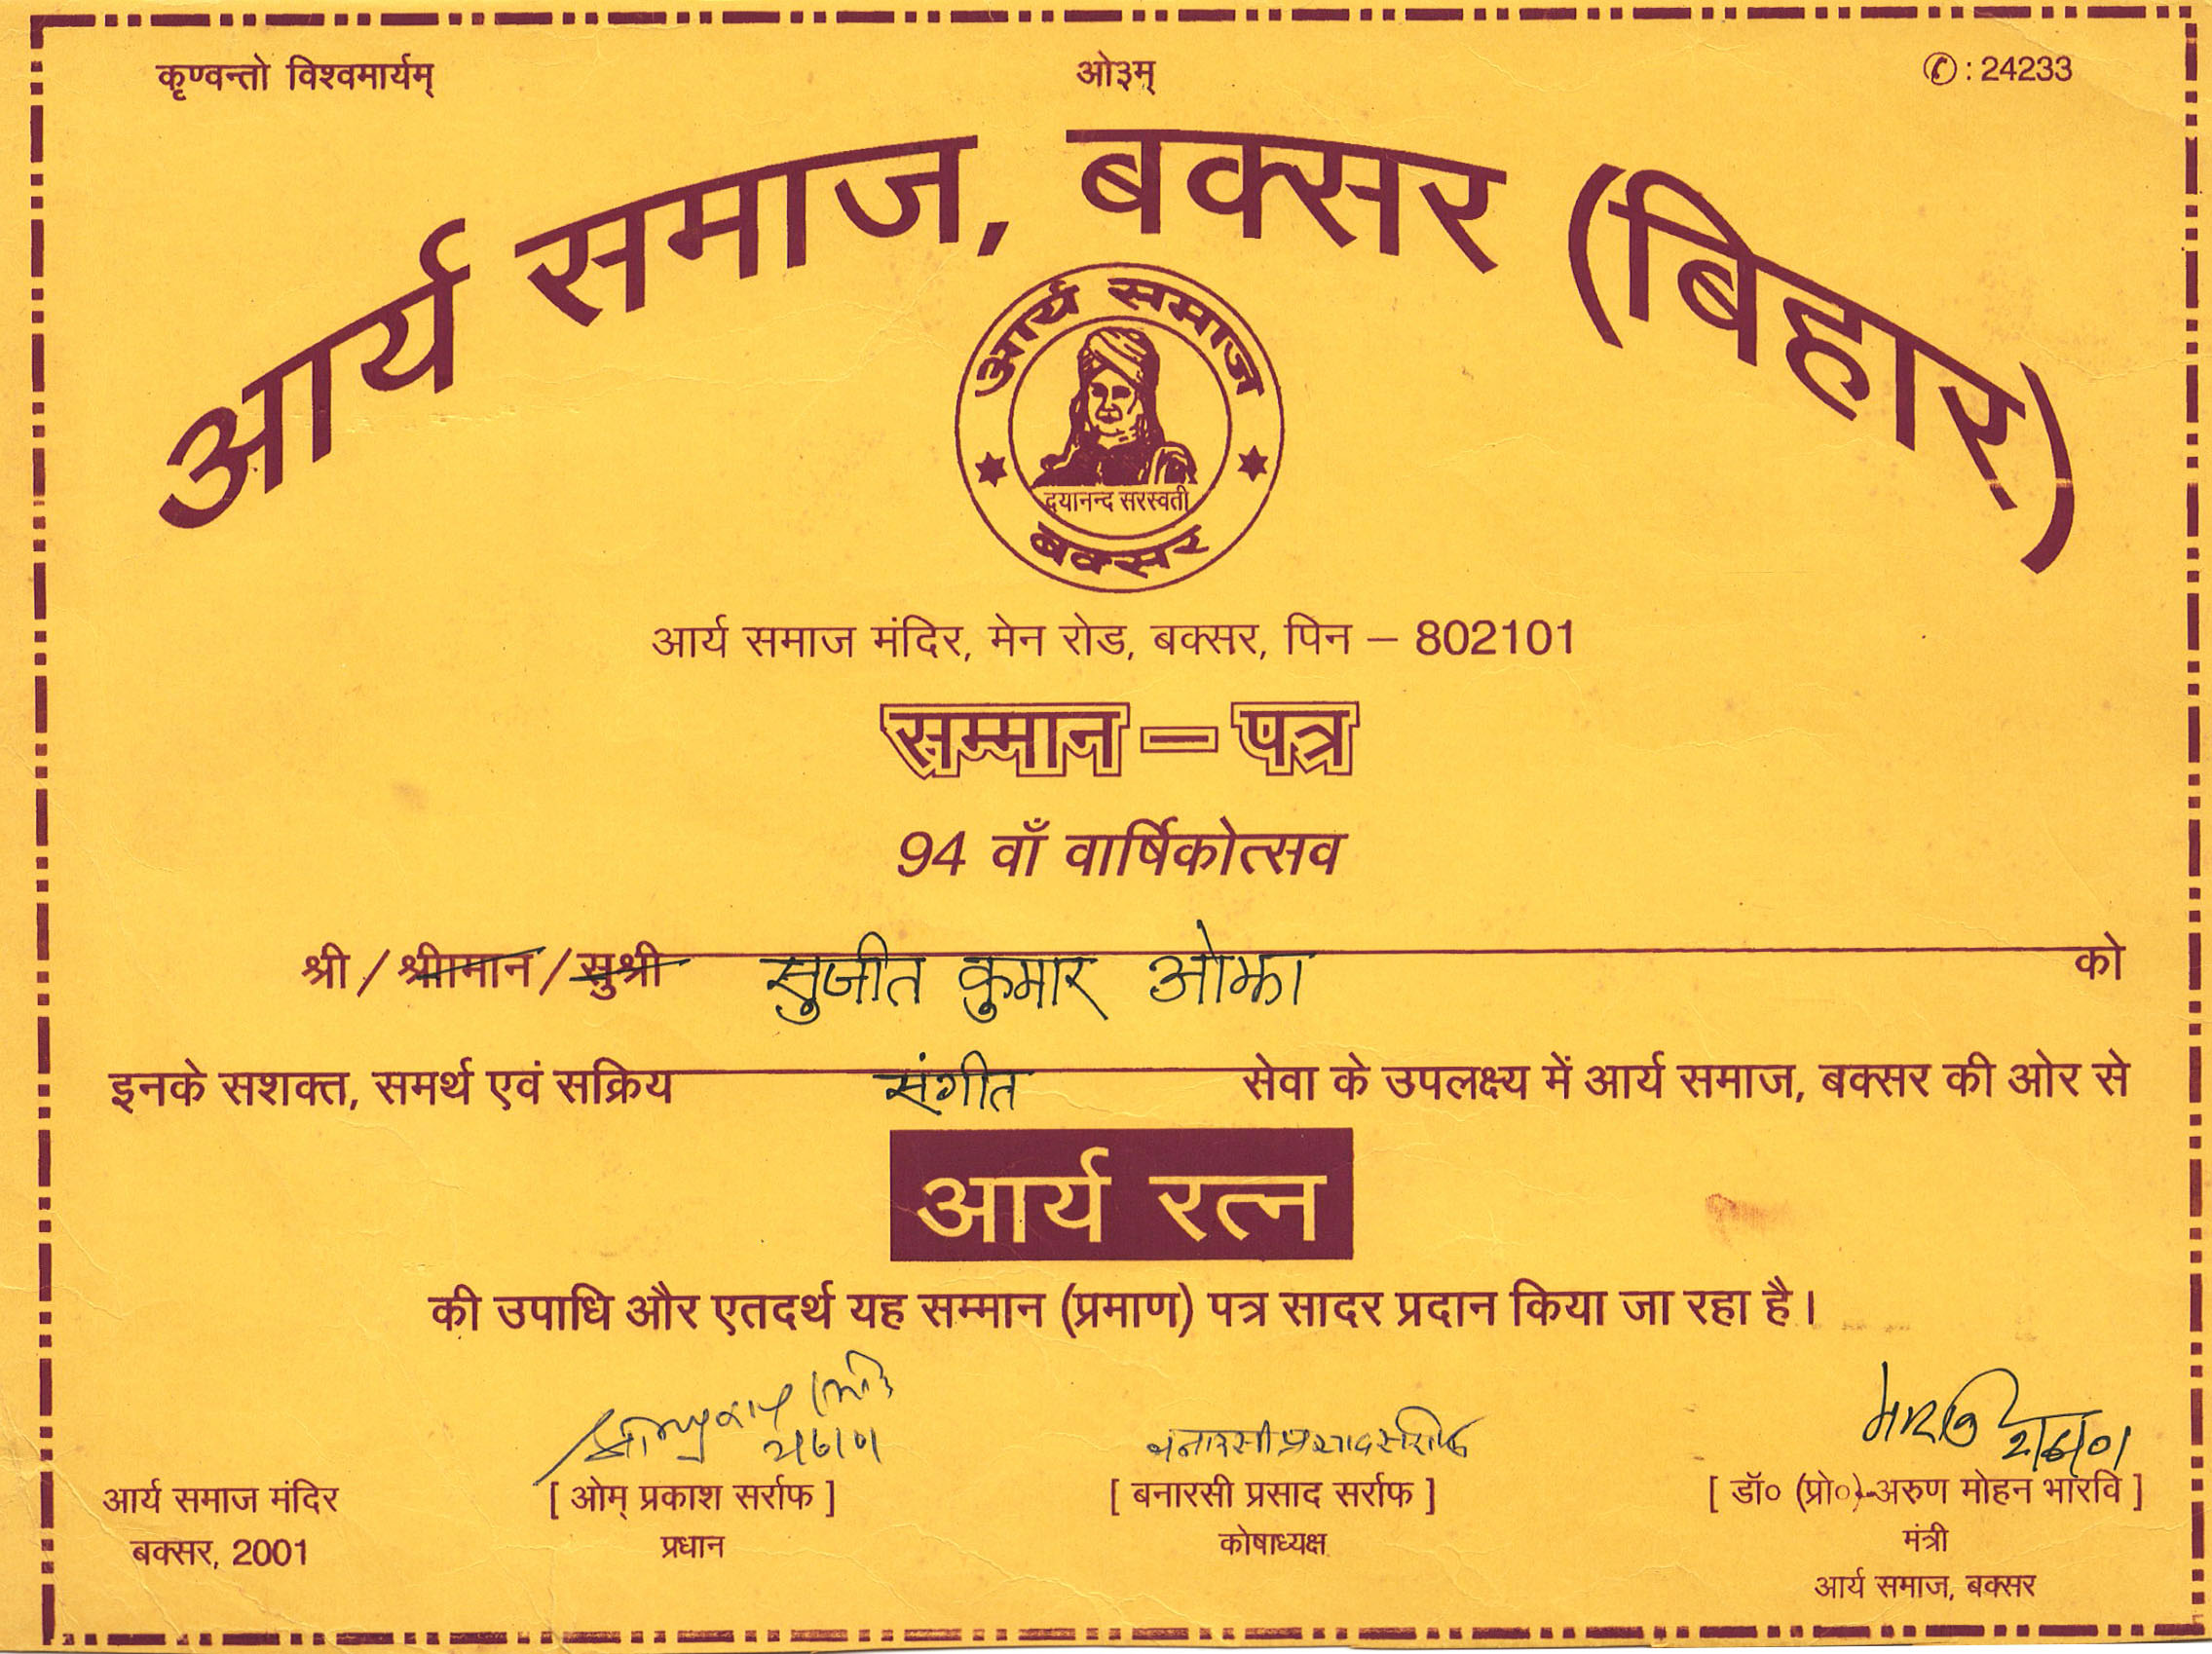 कृण्वन्तो विश्वमार्यम्
ओ३म्
✆ : 24233
आर्य समाज, बक्सर (बिहार)
आर्य समाज
दयानन्द सरस्वती
बक्सर
आर्य समाज मंदिर, मेन रोड, बक्सर, पिन – 802101
सम्मान – पत्र
94 वाँ वार्षिकोत्सव
श्री / श्रीामान / सुश्री सुजीत कुमार ओझा को
इनके सशक्त, समर्थ एवं सक्रिय संगीत सेवा के उपलक्ष्य में आर्य समाज, बक्सर की ओर से
आर्य रत्न
की उपाधि और एतदर्थ यह सम्मान (प्रमाण) पत्र सादर प्रदान किया जा रहा है।
बनारसी प्रसाद सर्राफ
आर्य समाज मंदिर
बक्सर, 2001
[ ओम् प्रकाश सर्राफ ]
प्रधान
[ बनारसी प्रसाद सर्राफ ]
कोषाध्यक्ष
[ डॉ० (प्रो०) अरुण मोहन भारवि ]
मंत्री
आर्य समाज, बक्सर